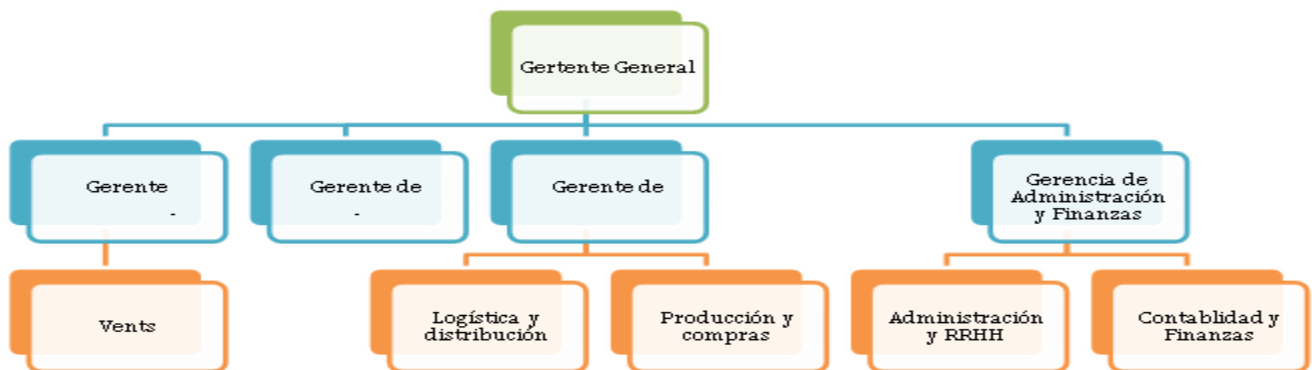 Gertente General
Gerente
-
Gerente de
-
Gerente de
Gerencia de
Administración
y Finanzas
Vents
Logística y
distribución
Producción y
compras
Administración
y RRHH
Contablidad y
Finanzas